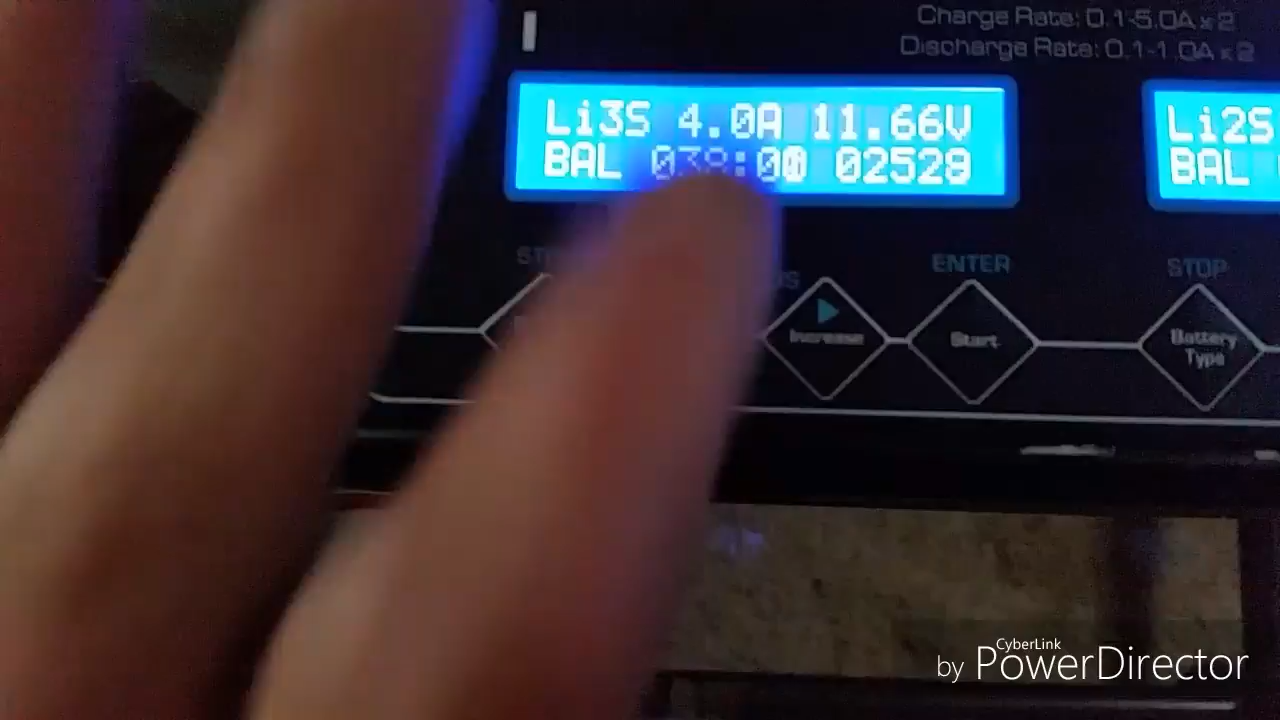 Charge Rate: 0.1-5.0A x 2
Discharge Rate: 0.1-1.0A x 2
Li3S 4.0A 11.66V
BAL 02528
Li2S
BAL
ENTER
STOP
Increase
Start
Battery
Type
CyberLink
by PowerDirector